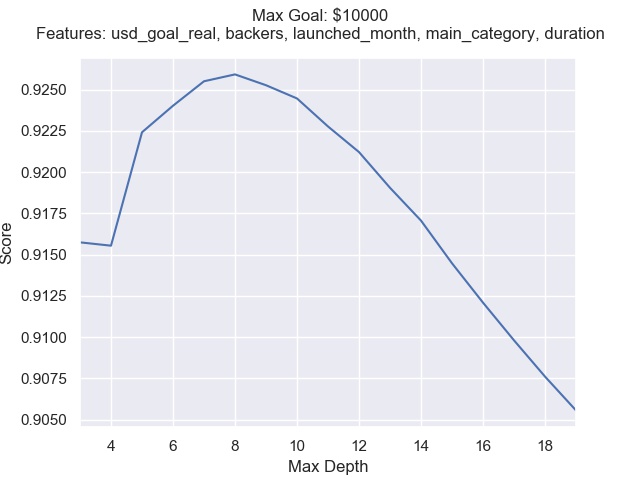 Max Goal: $10000
Features: usd_goal_real, backers, launched_month, main_category, duration
0.9250
0.9225
0.9200
0.9175
0.9150
0.9125
0.9100
0.9075
0.9050
Score
4 6 8 10 12 14 16 18
Max Depth